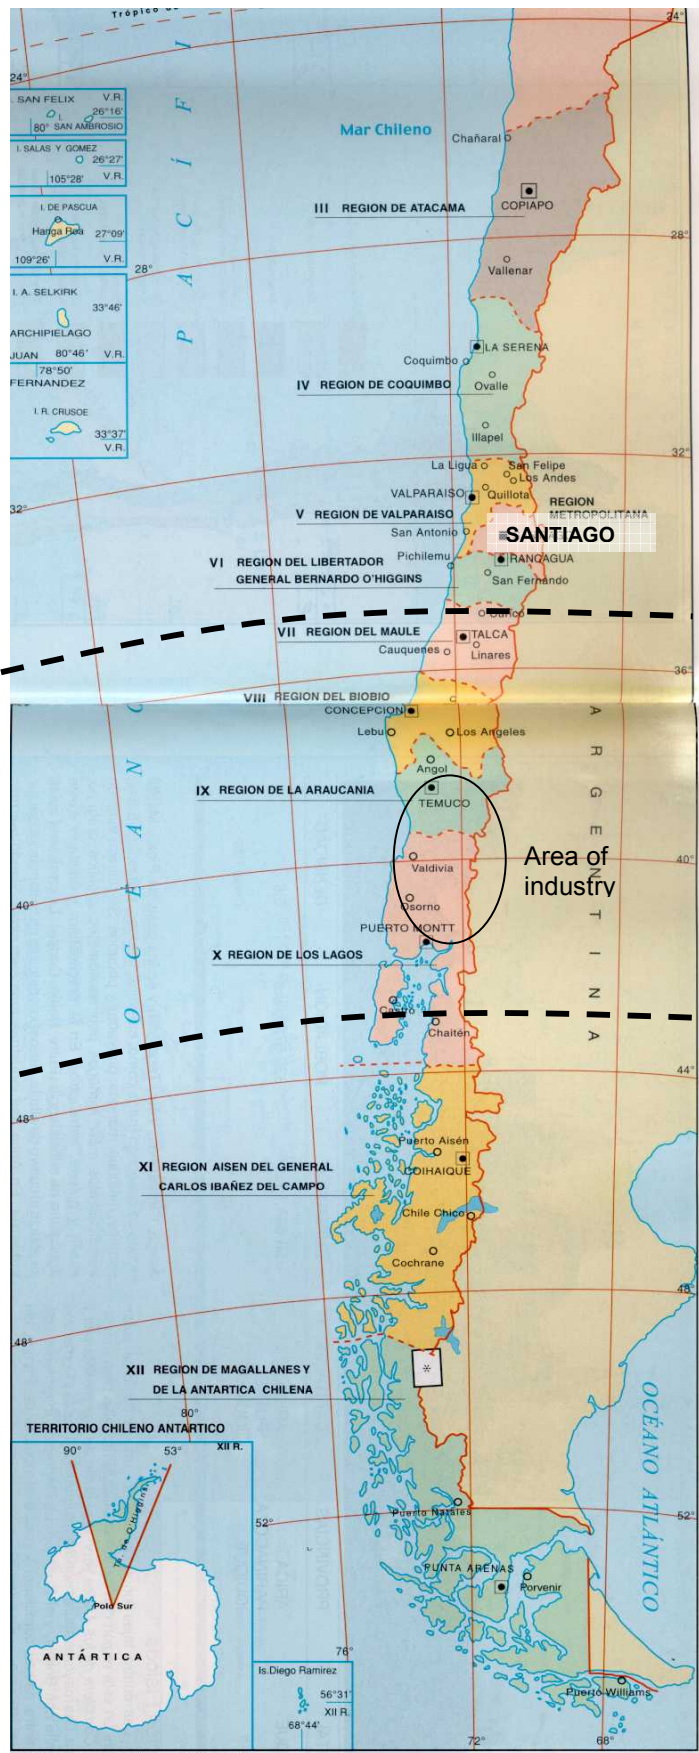 Trópico de
24°
24°
. SAN FELIX V.R.
I. 26°16'
80° SAN AMBROSIO
I. SALAS Y GOMEZ
26°27'
105°28' V.R.
I. DE PASCUA
Hanga Roa 27°09'
109°26' V.R.
I. A. SELKIRK
33°46'
ARCHIPIELAGO
JUAN 80°46' V.R.
78°50'
FERNANDEZ
I. R. CRUSOE
33°37'
V.R.
PACÍFI
Mar Chileno
Chañaral
COPIAPO
III REGION DE ATACAMA
28°
28°
Vallenar
LA SERENA
Coquimbo
IV REGION DE COQUIMBO
Ovalle
Illapel
32°
32°
La Ligua
San Felipe
Los Andes
VALPARAISO
Quillota
REGION
METROPOLITANA
V REGION DE VALPARAISO
San Antonio
SANTIAGO
Pichilemu
RANCAGUA
VI REGION DEL LIBERTADOR
GENERAL BERNARDO O'HIGGINS
San Fernando
Curicó
VII REGION DEL MAULE
TALCA
Cauquenes
Linares
36°
VIII REGION DEL BIOBIO
CONCEPCION
Lebu
Los Angeles
Angol
IX REGION DE LA ARAUCANIA
TEMUCO
ARGENTINA
OCÉANO
Area of
industry
40°
40°
Valdivia
Osorno
PUERTO MONTT
X REGION DE LOS LAGOS
Castro
Chaitén
44°
48°
Puerto Aisén
COIHAIQUE
XI REGION AISEN DEL GENERAL
CARLOS IBAÑEZ DEL CAMPO
Chile Chico
Cochrane
48°
48°
XII REGION DE MAGALLANES Y
DE LA ANTARTICA CHILENA
*
80°
TERRITORIO CHILENO ANTARTICO
XII R.
90° 53°
Ta. de O'Higgins
Polo Sur
ANTÁRTICA
OCÉANO ATLÁNTICO
52°
52°
Puerto Natales
PUNTA ARENAS
Porvenir
Puerto Williams
76°
Is.Diego Ramirez
56°31'
XII R.
68°44'
72°
68°